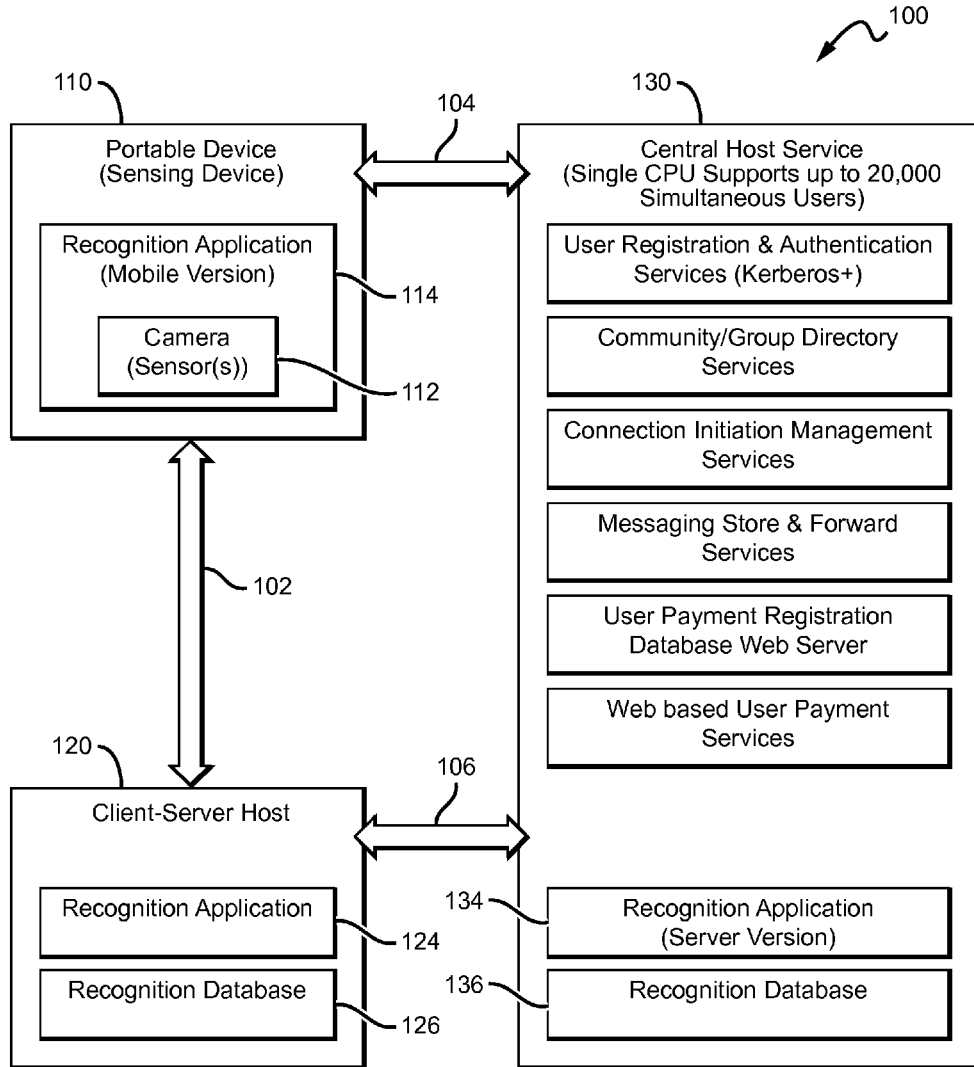 100
110
Portable Device
(Sensing Device)
Recognition Application
(Mobile Version)
114
Camera
(Sensor(s))
112
104
130
Central Host Service
(Single CPU Supports up to 20,000
Simultaneous Users)
User Registration & Authentication
Services (Kerberos+)
Community/Group Directory
Services
Connection Initiation Management
Services
Messaging Store & Forward
Services
User Payment Registration
Database Web Server
Web based User Payment
Services
102
120
Client-Server Host
106
Recognition Application
124
Recognition Database
126
134
Recognition Application
(Server Version)
136
Recognition Database